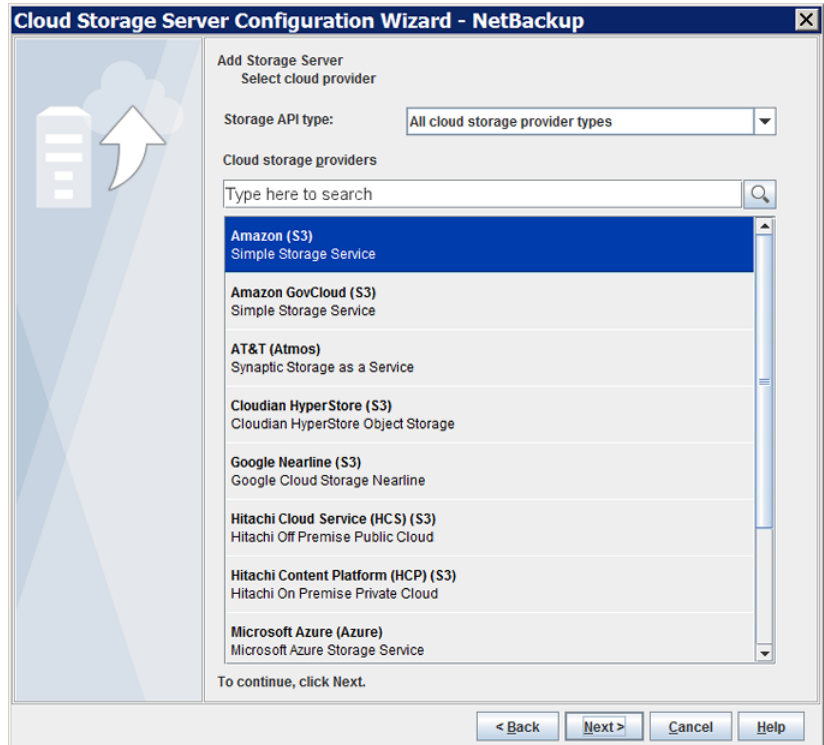 Cloud Storage Server Configuration Wizard - NetBackup
Add Storage Server
Select cloud provider
Storage API type:
All cloud storage provider types
Cloud storage providers
Type here to search
Amazon (S3)
Simple Storage Service
Amazon GovCloud (S3)
Simple Storage Service
AT&T (Atmos)
Synaptic Storage as a Service
Cloudian HyperStore (S3)
Cloudian HyperStore Object Storage
Google Nearline (S3)
Google Cloud Storage Nearline
Hitachi Cloud Service (HCS) (S3)
Hitachi Off Premise Public Cloud
Hitachi Content Platform (HCP) (S3)
Hitachi On Premise Private Cloud
Microsoft Azure (Azure)
Microsoft Azure Storage Service
To continue, click Next.
< Back
Next >
Cancel
Help